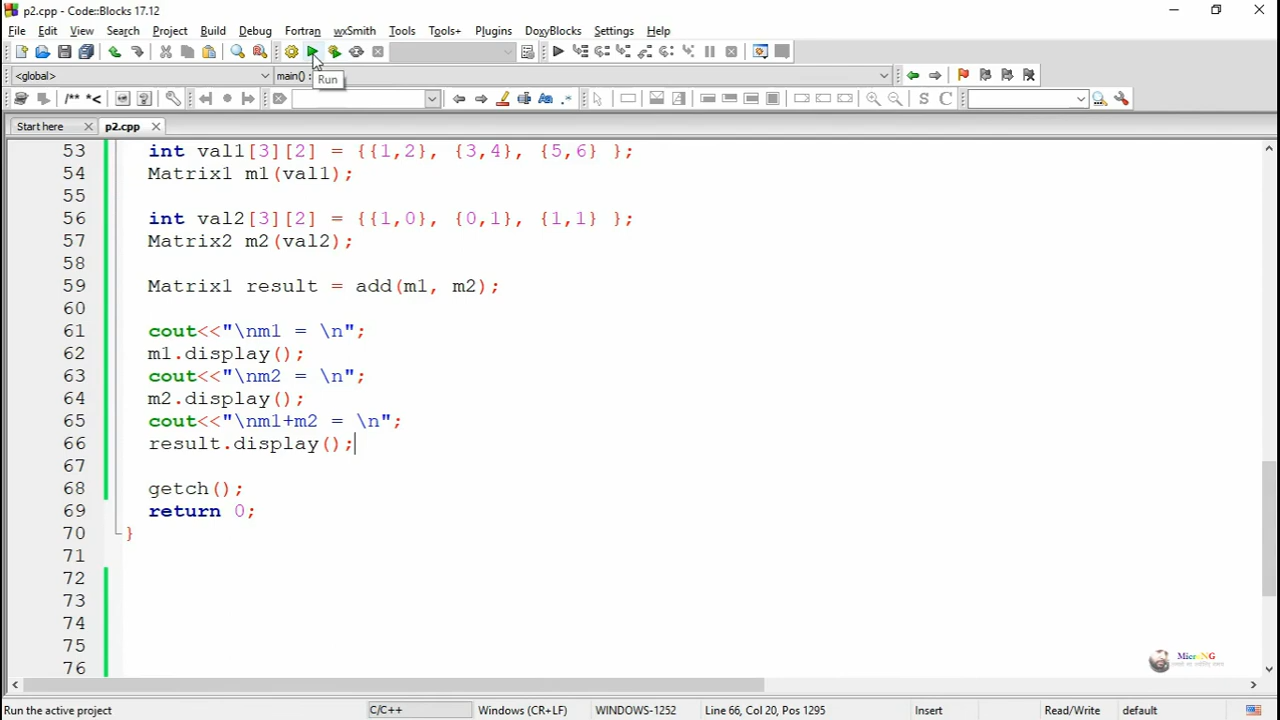 p2.cpp - Code::Blocks 17.12
File Edit View Search Project Build Debug Fortran wxSmith Tools Tools+ Plugins DoxyBlocks Settings Help
<global> main() :
Run
/** *<
S C
Start here p2.cpp
53 int val1[3][2] = {{1,2}, {3,4}, {5,6} };
54 Matrix1 m1(val1);
55
56 int val2[3][2] = {{1,0}, {0,1}, {1,1} };
57 Matrix2 m2(val2);
58
59 Matrix1 result = add(m1, m2);
60
61 cout<<"\nm1 = \n";
62 m1.display();
63 cout<<"\nm2 = \n";
64 m2.display();
65 cout<<"\nm1+m2 = \n";
66 result.display();
67
68 getch();
69 return 0;
70 }
71
72
73
74
75
76
MicroNG
Run the active project C/C++ Windows (CR+LF) WINDOWS-1252 Line 66, Col 20, Pos 1295 Insert Read/Write default